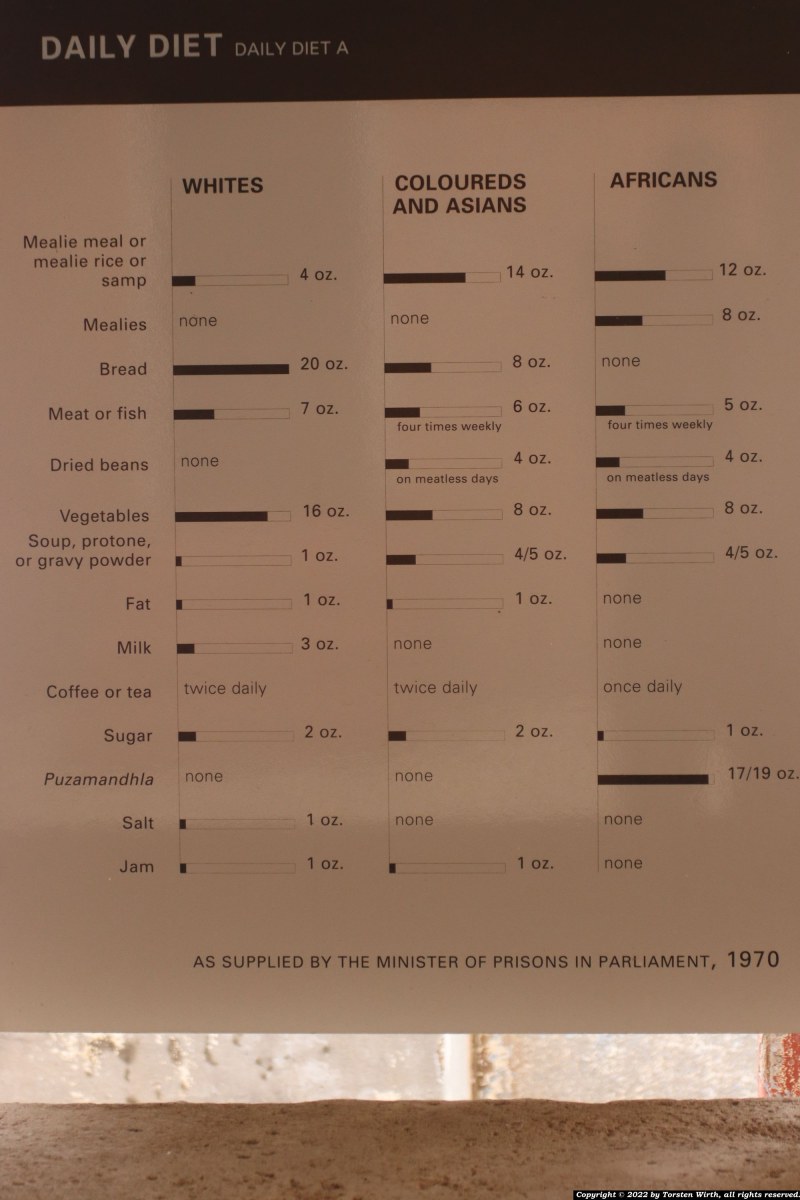 DAILY DIET DAILY DIET A
WHITES
COLOUREDS
AND ASIANS
AFRICANS
Mealie meal or
mealie rice or
samp
4 oz.
14 oz.
12 oz.
Mealies
none
none
8 oz.
Bread
20 oz.
8 oz.
none
Meat or fish
7 oz.
6 oz.
four times weekly
5 oz.
four times weekly
Dried beans
none
4 oz.
on meatless days
4 oz.
on meatless days
Vegetables
16 oz.
8 oz.
8 oz.
Soup, protone,
or gravy powder
1 oz.
4/5 oz.
4/5 oz.
Fat
1 oz.
1 oz.
none
Milk
3 oz.
none
none
Coffee or tea
twice daily
twice daily
once daily
Sugar
2 oz.
2 oz.
1 oz.
Puzamandhla
none
none
17/19 oz.
Salt
1 oz.
none
none
Jam
1 oz.
1 oz.
none
AS SUPPLIED BY THE MINISTER OF PRISONS IN PARLIAMENT, 1970
Copyright © 2022 by Torsten Wirth, all rights reserved.